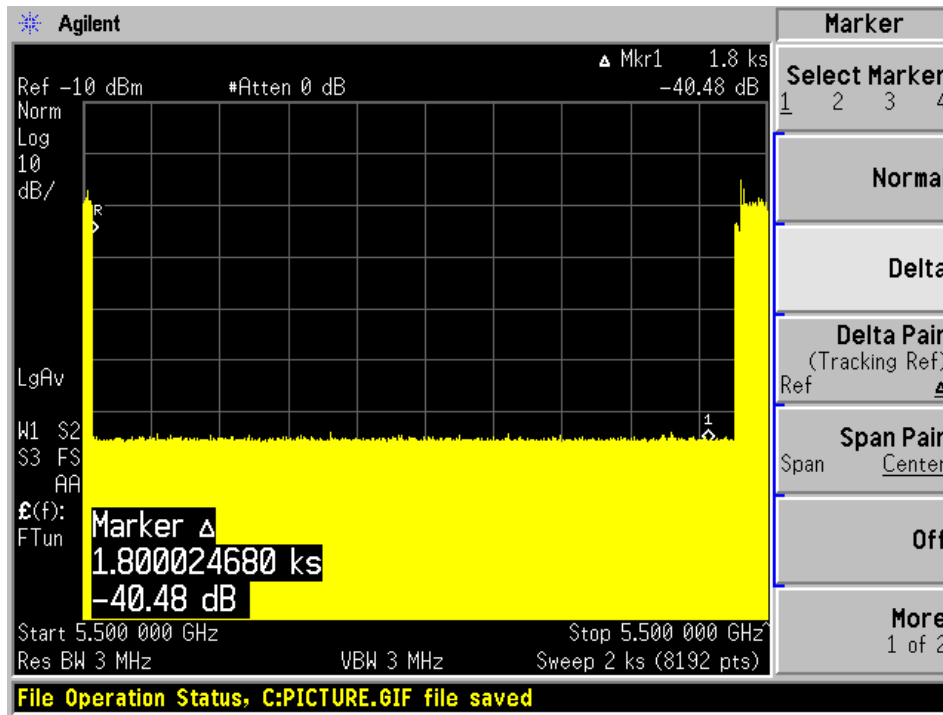 Agilent
Marker
Δ Mkr1 1.8 ks
Ref -10 dBm #Atten 0 dB -40.48 dB
Norm
Log
10
dB/
R
LgAv
1
W1 S2
S3 FS
AA
£(f):
FTun
Marker Δ
1.800024680 ks
-40.48 dB
Start 5.500 000 GHz Stop 5.500 000 GHz^
Res BW 3 MHz VBW 3 MHz Sweep 2 ks (8192 pts)
File Operation Status, C:PICTURE.GIF file saved
Select Marker
1 2 3 4
Norma
Delta
Delta Pair
(Tracking Ref)
Ref Δ
Span Pair
Span Center
Off
More
1 of 2